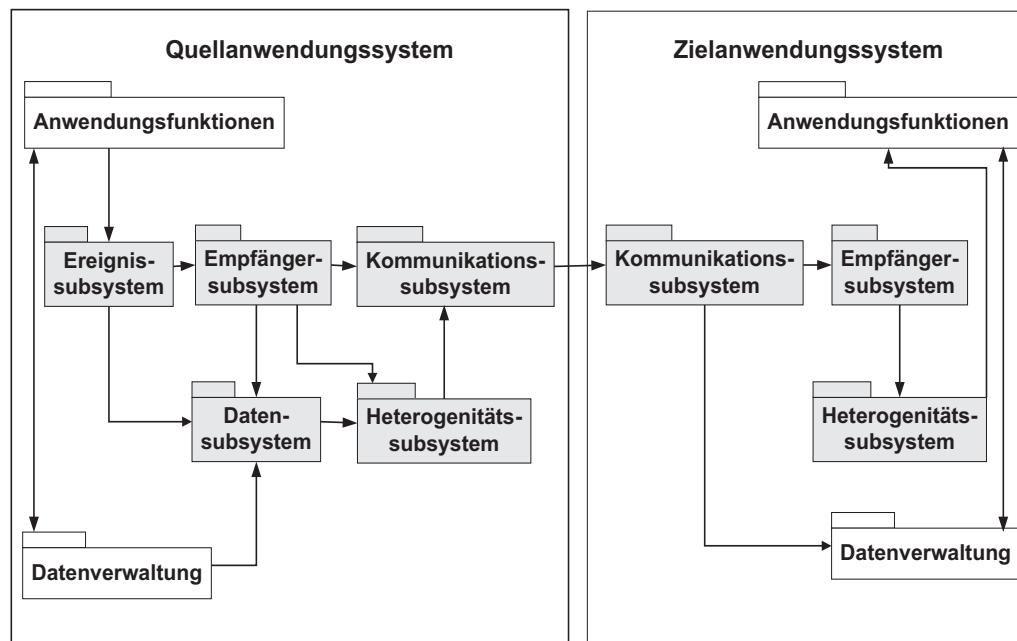 Quellanwendungssystem
Anwendungsfunktionen
Ereignis-
subsystem
Empfänger-
subsystem
Kommunikations-
subsystem
Daten-
subsystem
Heterogenitäts-
subsystem
Datenverwaltung
Zielanwendungssystem
Anwendungsfunktionen
Kommunikations-
subsystem
Empfänger-
subsystem
Heterogenitäts-
subsystem
Datenverwaltung